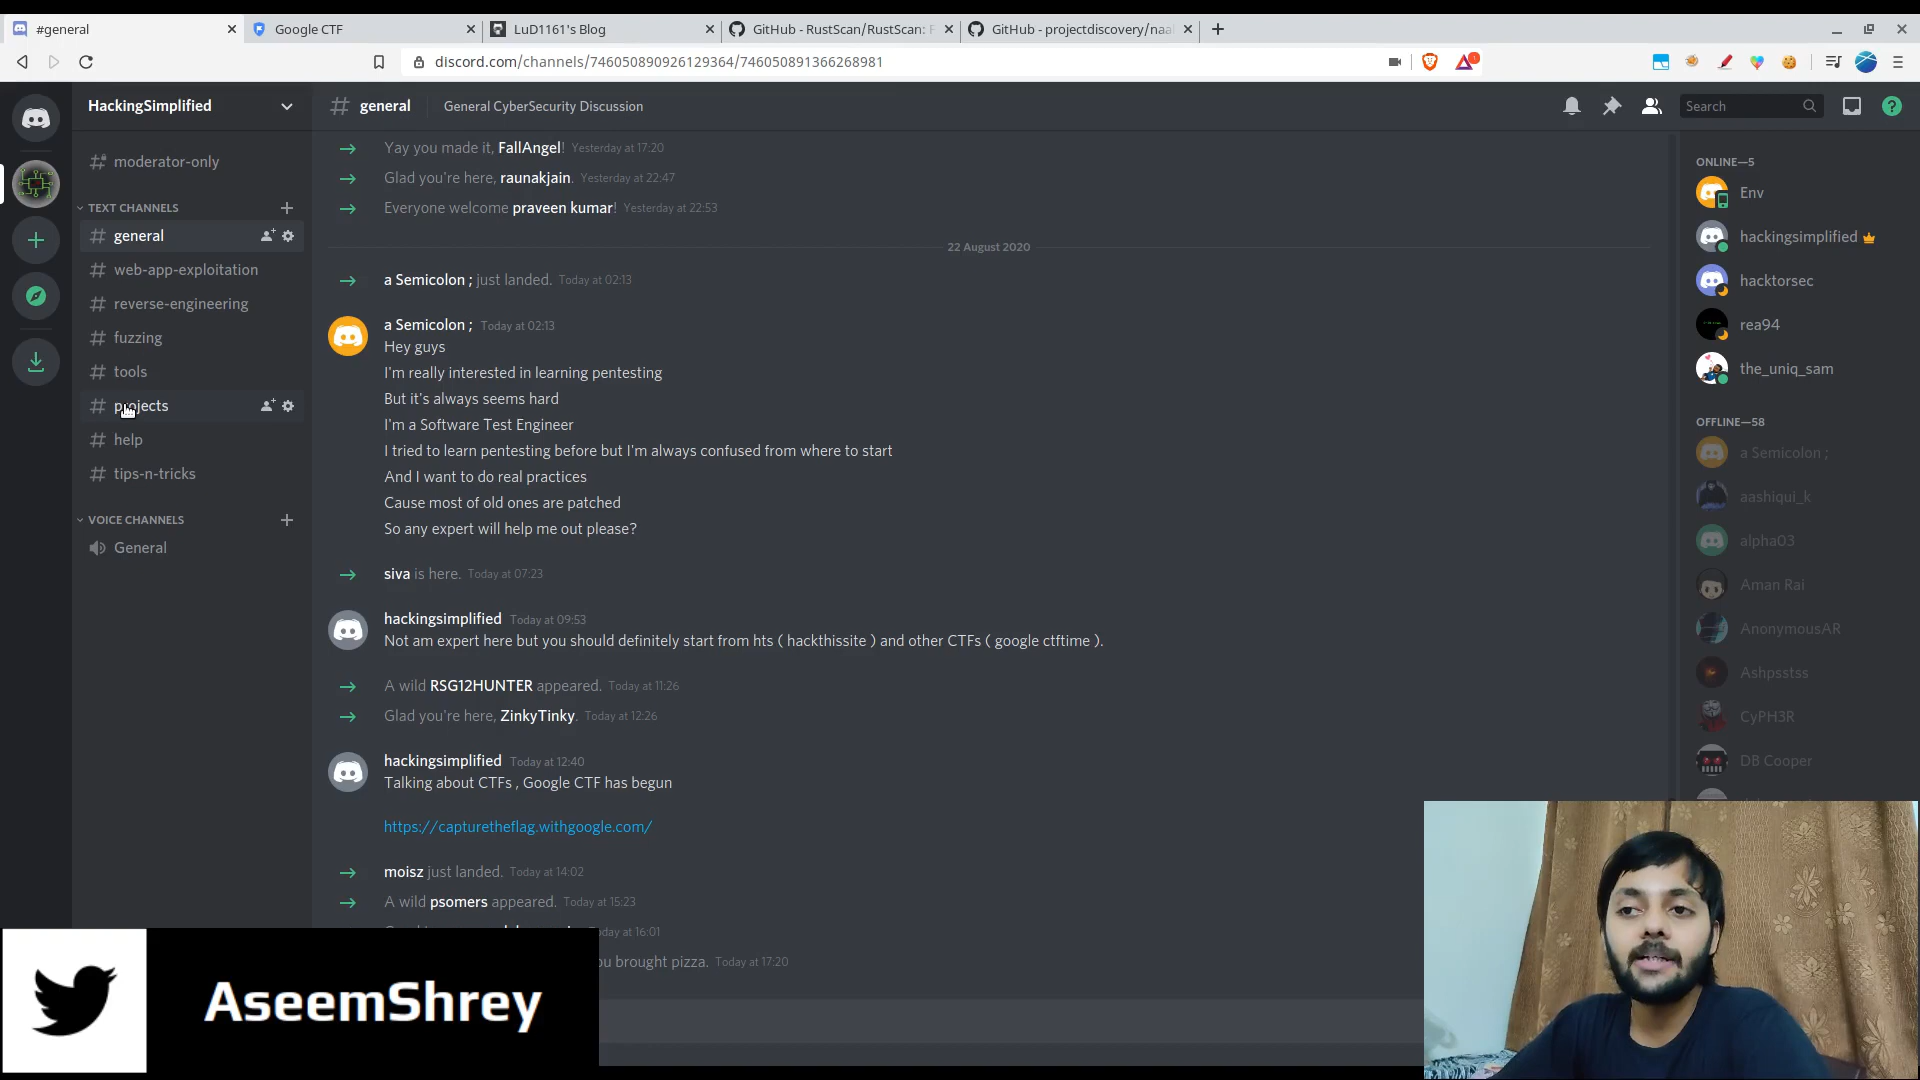 #general
Google CTF
LuD1161's Blog
GitHub - RustScan/RustScan: F
GitHub - projectdiscovery/naal
discord.com/channels/746050890926129364/746050891366268981
1
HackingSimplified
general
General CyberSecurity Discussion
Search
moderator-only
TEXT CHANNELS
general
web-app-exploitation
reverse-engineering
fuzzing
tools
projects
help
tips-n-tricks
VOICE CHANNELS
General
Yay you made it, FallAngel! Yesterday at 17:20
Glad you're here, raunakjain. Yesterday at 22:47
Everyone welcome praveen kumar! Yesterday at 22:53
22 August 2020
a Semicolon ; just landed. Today at 02:13
a Semicolon ; Today at 02:13
Hey guys
I'm really interested in learning pentesting
But it's always seems hard
I'm a Software Test Engineer
I tried to learn pentesting before but I'm always confused from where to start
And I want to do real practices
Cause most of old ones are patched
So any expert will help me out please?
siva is here. Today at 07:23
hackingsimplified Today at 09:53
Not am expert here but you should definitely start from hts ( hackthissite ) and other CTFs ( google ctftime ).
A wild RSG12HUNTER appeared. Today at 11:26
Glad you're here, ZinkyTinky. Today at 12:26
hackingsimplified Today at 12:40
Talking about CTFs , Google CTF has begun
https://capturetheflag.withgoogle.com/
moisz just landed. Today at 14:02
A wild psomers appeared. Today at 15:23
at 16:01
brought pizza. Today at 17:20
ONLINE—5
Env
hackingsimplified
hacktorsec
rea94
the_uniq_sam
OFFLINE—58
a Semicolon ;
aashiqui_k
alpha03
Aman Rai
AnonymousAR
Ashpsstss
CyPH3R
DB Cooper
AseemShrey